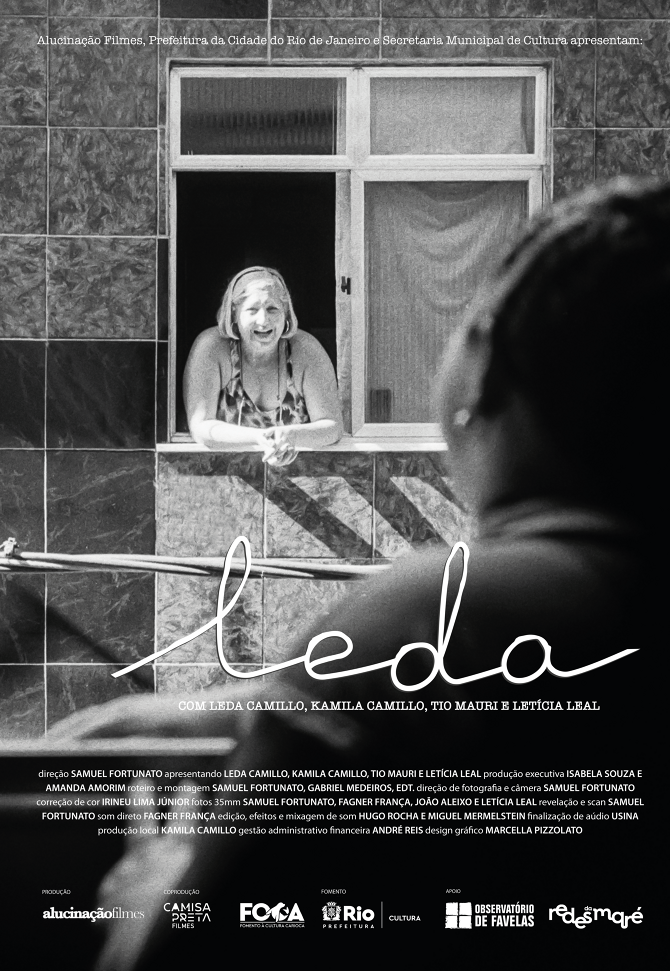 Alucinação Filmes, Prefeitura da Cidade do Rio de Janeiro e Secretaria Municipal de Cultura apresentam:
leda
COM LEDA CAMILLO, KAMILA CAMILLO, TIO MAURI E LETÍCIA LEAL
direção SAMUEL FORTUNATO apresentando LEDA CAMILLO, KAMILA CAMILLO, TIO MAURI E LETÍCIA LEAL produção executiva ISABELA SOUZA E
AMANDA AMORIM roteiro e montagem SAMUEL FORTUNATO, GABRIEL MEDEIROS, EDT. direção de fotografia e câmera SAMUEL FORTUNATO
correção de cor IRINEU LIMA JÚNIOR fotos 35mm SAMUEL FORTUNATO, FAGNER FRANÇA, JOÃO ALEIXO E LETÍCIA LEAL revelação e scan SAMUEL
FORTUNATO som direto FAGNER FRANÇA edição, efeitos e mixagem de som HUGO ROCHA E MIGUEL MERMELSTEIN finalização de aúdio USINA
produção local KAMILA CAMILLO gestão administrativo financeira ANDRÉ REIS design gráfico MARCELLA PIZZOLATO
PRODUÇÃO
alucinaçãofilmes
COPRODUÇÃO
CAMISA
PRETA
FILMES
FOCA
FOMENTO À CULTURA CARIOCA
FOMENTO
Rio
PREFEITURA
CULTURA
APOIO
OBSERVATÓRIO
DE FAVELAS
redes da maré